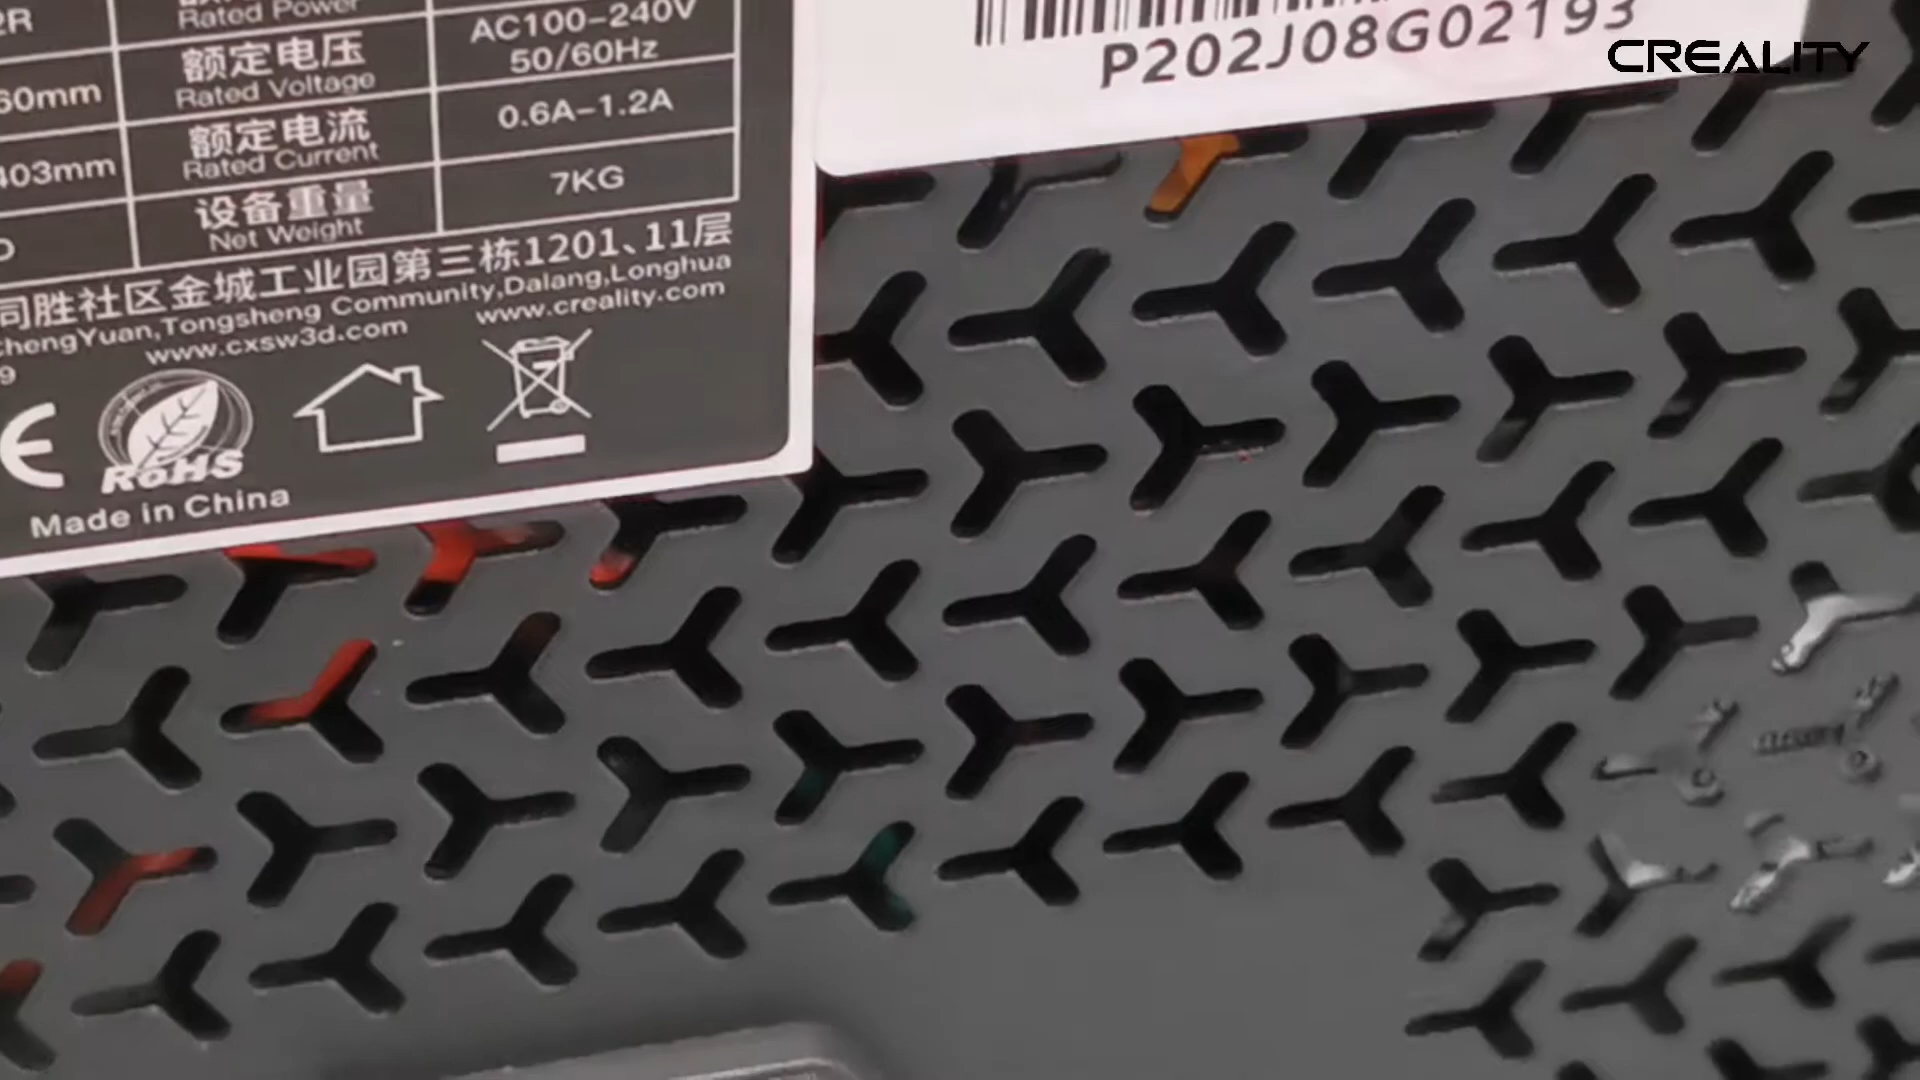 2R
Rated Power
额定电压
Rated Voltage
AC100-240V
50/60Hz
60mm
额定电流
Rated Current
0.6A-1.2A
403mm
设备重量
Net Weight
7KG
同胜社区金城工业园第三栋1201、11层
ChengYuan,Tongsheng Community,Dalang,Longhua
9
www.cxsw3d.com
www.creality.com
CE
RoHS
Made in China
P202J08G02193
CREALITY